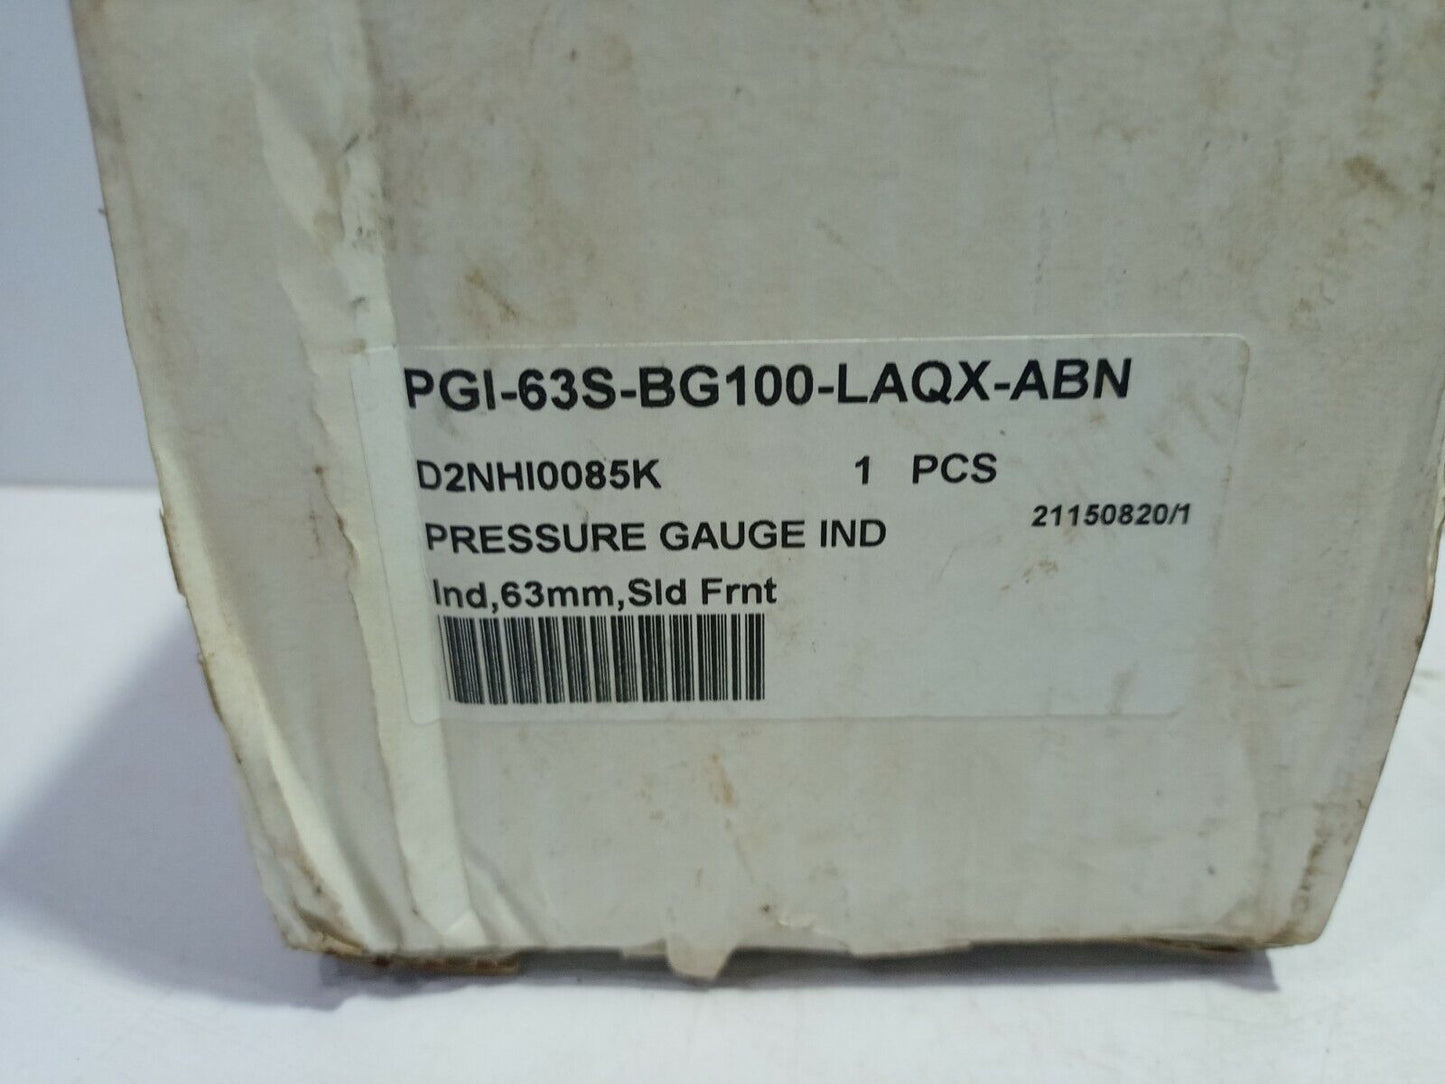 PGI-63S-BG100-LAQX-ABN
D2NHI0085K 1 PCS
21150820/1
PRESSURE GAUGE IND
Ind,63mm,Sld Frnt